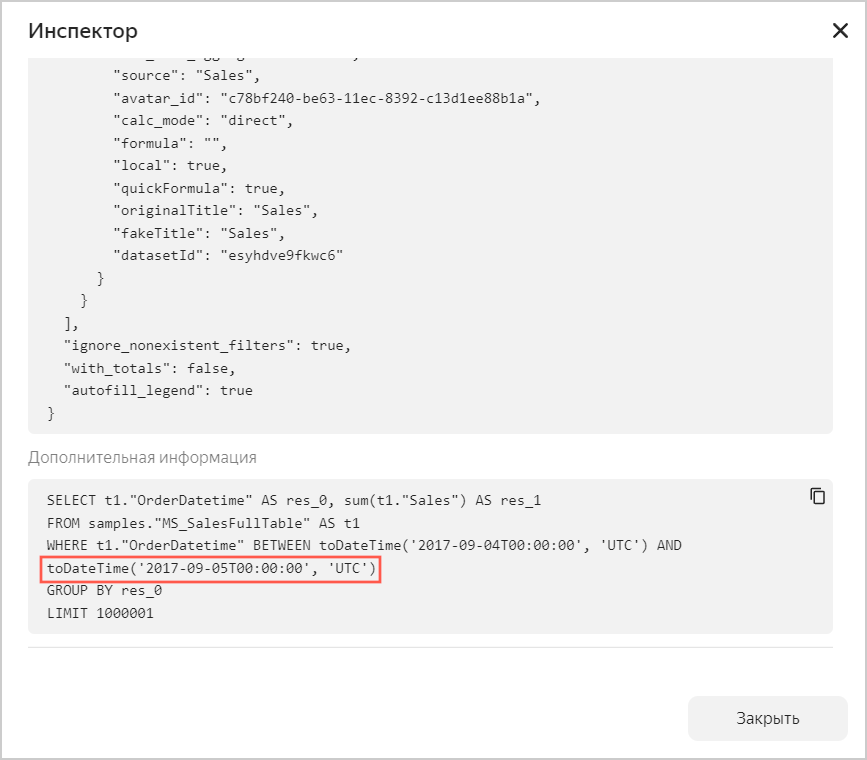 Инспектор
"source": "Sales",
"avatar_id": "c78bf240-be63-11ec-8392-c13d1ee88b1a",
"calc_mode": "direct",
"formula": "",
"local": true,
"quickFormula": true,
"originalTitle": "Sales",
"fakeTitle": "Sales",
"datasetId": "esyhdve9fkwc6"
}
}
],
"ignore_nonexistent_filters": true,
"with_totals": false,
"autofill_legend": true
}
Дополнительная информация
SELECT t1."OrderDatetime" AS res_0, sum(t1."Sales") AS res_1
FROM samples."MS_SalesFullTable" AS t1
WHERE t1."OrderDatetime" BETWEEN toDateTime('2017-09-04T00:00:00', 'UTC') AND
toDateTime('2017-09-05T00:00:00', 'UTC')
GROUP BY res_0
LIMIT 1000001
Закрыть